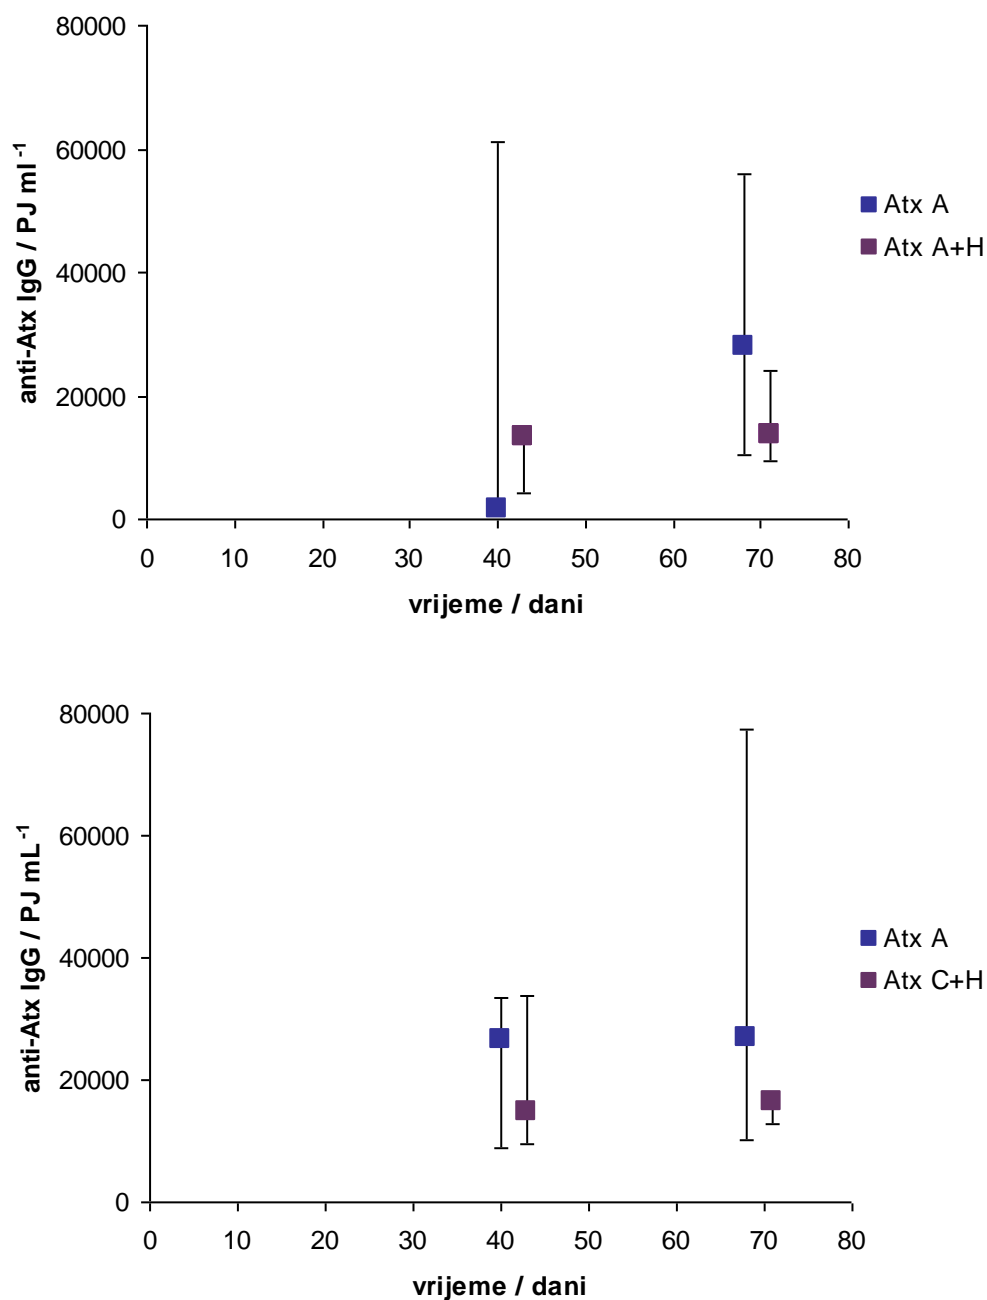 80000
60000
40000
20000
0
anti-Atx IgG / PJ ml⁻¹
0 10 20 30 40 50 60 70 80
vrijeme / dani
Atx A
Atx A+H
80000
60000
40000
20000
0
anti-Atx IgG / PJ mL⁻¹
0 10 20 30 40 50 60 70 80
vrijeme / dani
Atx A
Atx C+H